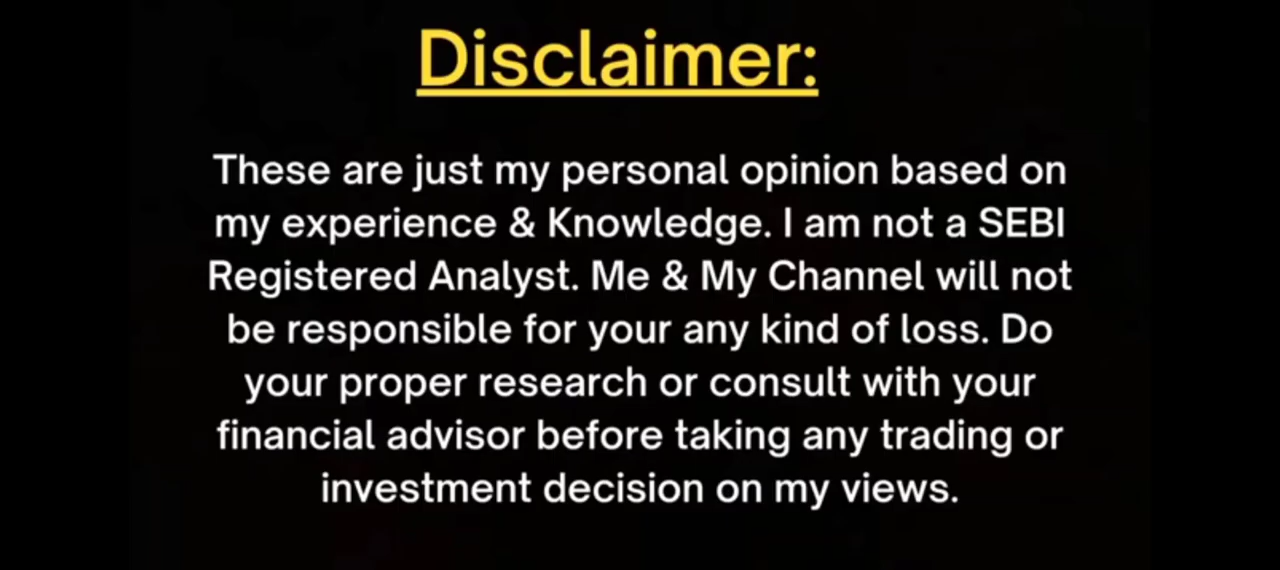 Disclaimer:
These are just my personal opinion based on
my experience & Knowledge. I am not a SEBI
Registered Analyst. Me & My Channel will not
be responsible for your any kind of loss. Do
your proper research or consult with your
financial advisor before taking any trading or
investment decision on my views.